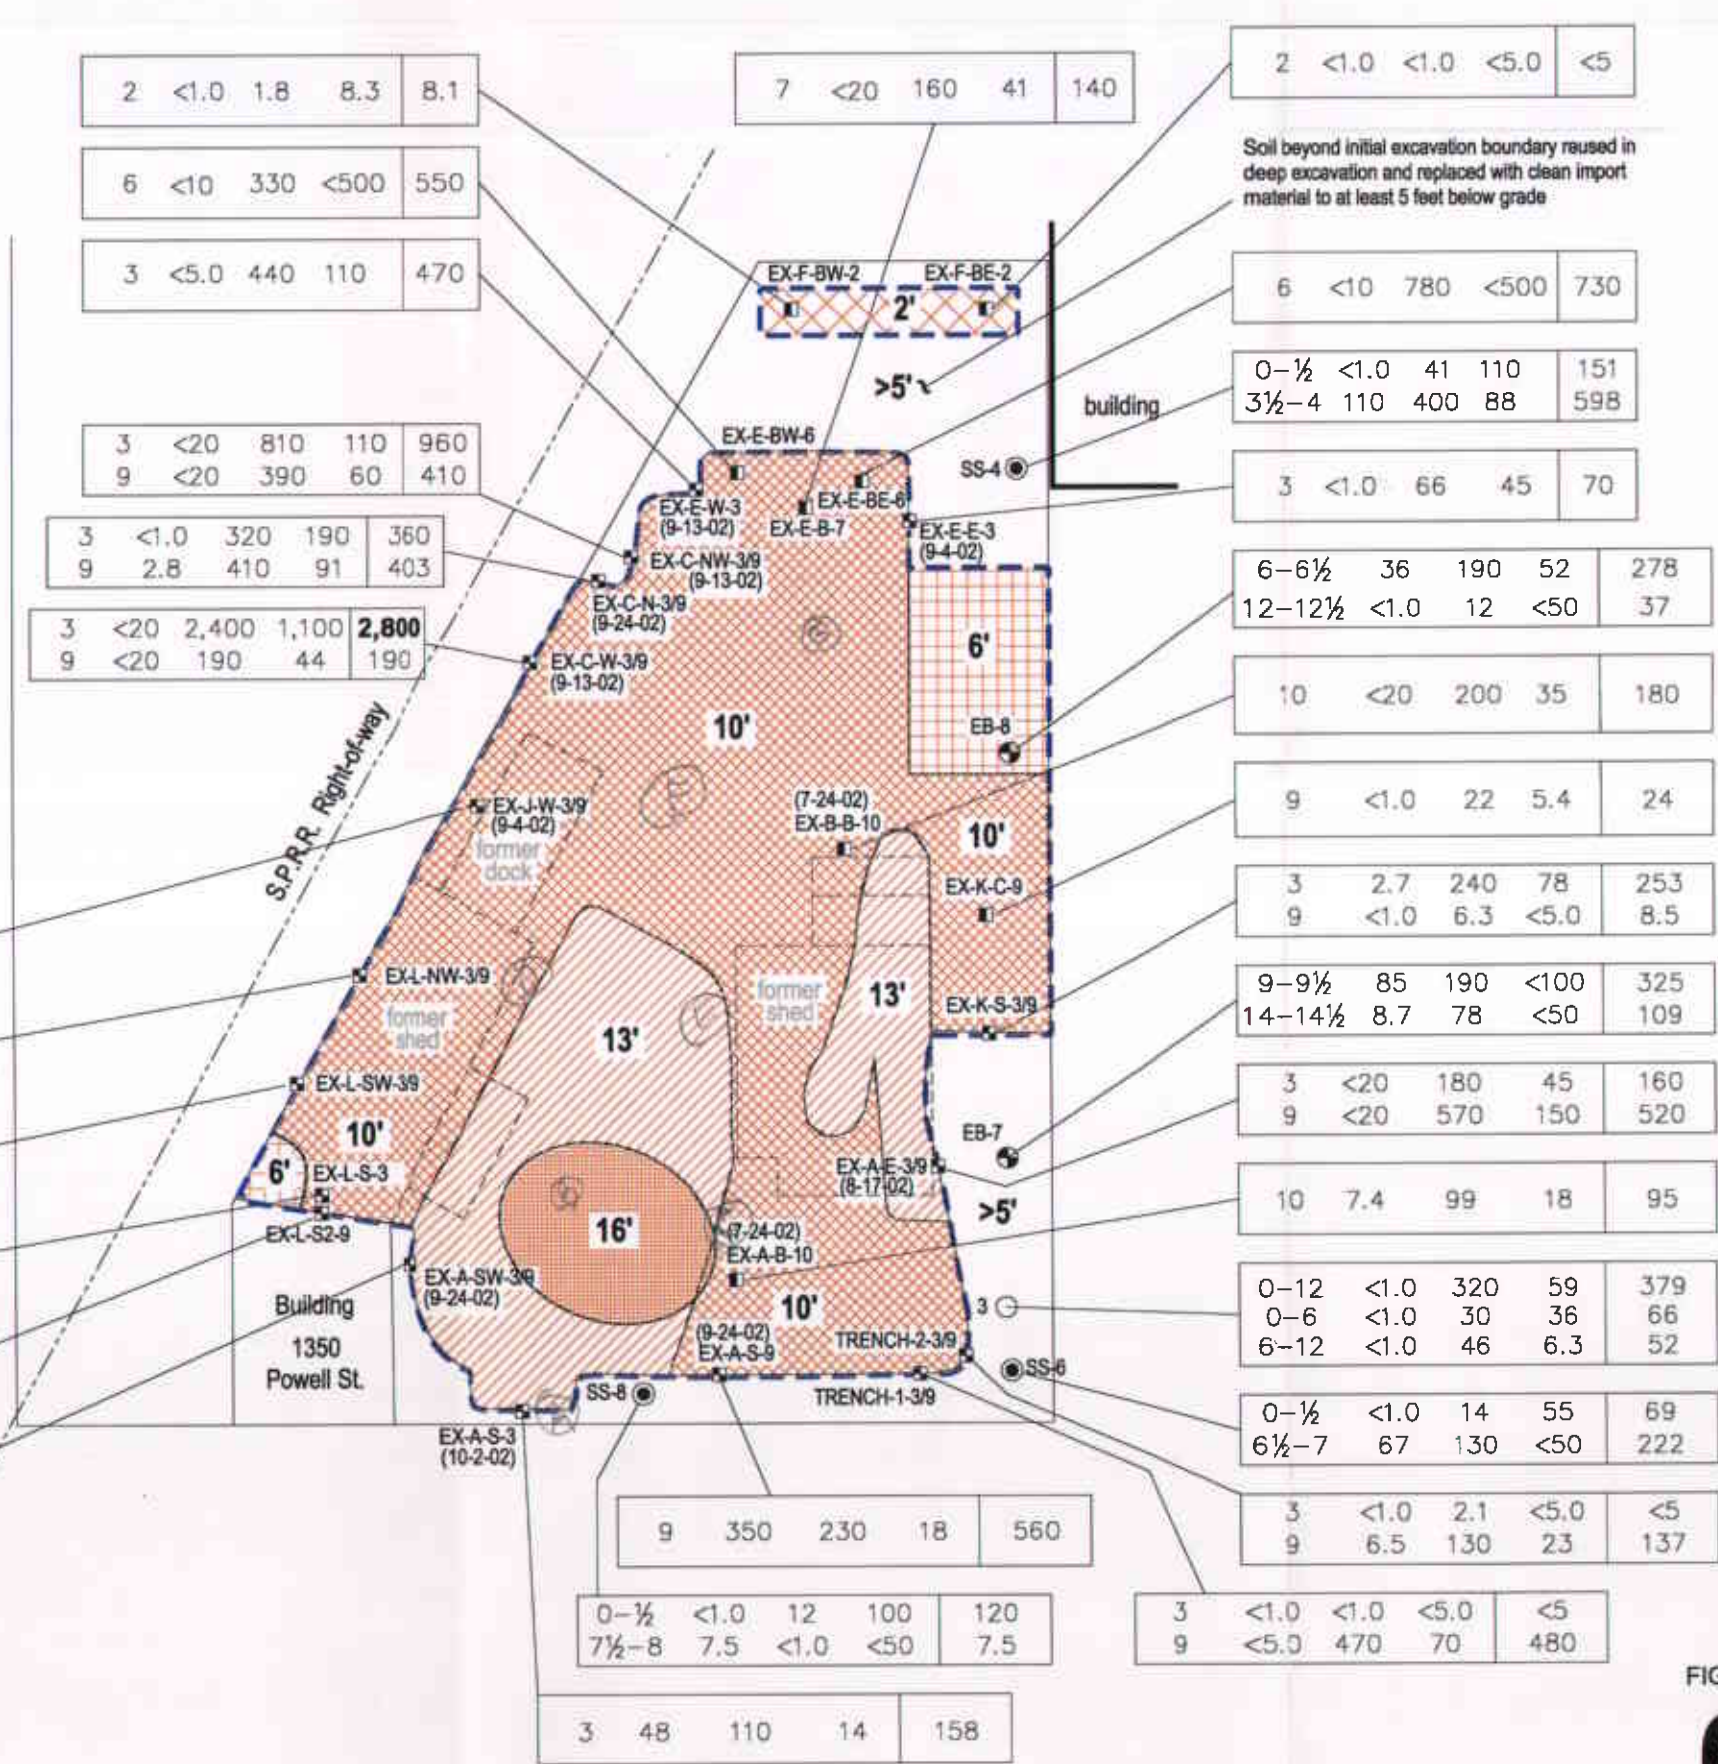 2 <1.0 1.8 8.3 8.1
7 <20 160 41 140
2 <1.0 <1.0 <5.0 <5
6 <10 330 <500 550
3 <5.0 440 110 470
Soil beyond initial excavation boundary reused in
deep excavation and replaced with clean import
material to at least 5 feet below grade
6 <10 780 <500 730
0-½ <1.0 41 110 151
3½-4 110 400 88 598
3 <1.0 66 45 70
3 <20 810 110 960
9 <20 390 60 410
3 <1.0 320 190 360
9 2.8 410 91 403
3 <20 2,400 1,100 2,800
9 <20 190 44 190
6-6½ 36 190 52 278
12-12½ <1.0 12 <50 37
10 <20 200 35 180
9 <1.0 22 5.4 24
3 2.7 240 78 253
9 <1.0 6.3 <5.0 8.5
9-9½ 85 190 <100 325
14-14½ 8.7 78 <50 109
3 <20 180 45 160
9 <20 570 150 520
10 7.4 99 18 95
0-12 <1.0 320 59 379
0-6 <1.0 30 36 66
6-12 <1.0 46 6.3 52
0-½ <1.0 14 55 69
6½-7 67 130 <50 222
3 <1.0 2.1 <5.0 <5
9 6.5 130 23 137
EX-F-BW-2
EX-F-BE-2
2'
>5'
building
EX-E-BW-6
SS-4
EX-E-W-3
(9-13-02)
EX-E-BE-6
EX-E-B-7
EX-E-E-3
(9-4-02)
EX-C-NW-3/9
(9-13-02)
EX-C-N-3/9
(9-24-02)
EX-C-W-3/9
(9-13-02)
6'
EB-8
10'
S.P.R.R. Right-of-way
EX-J-W-3/9
(9-4-02)
former
dock
(7-24-02)
EX-B-B-10
10'
EX-K-C-9
EX-L-NW-3/9
former
shed
13'
former
shed
13'
EX-K-S-3/9
EX-L-SW-39
10'
6'
EX-L-S-3
EB-7
EX-A-E-3/9
(8-17-02)
>5'
EX-L-S2-9
16'
(7-24-02)
EX-A-B-10
EX-A-SW-3/9
(9-24-02)
Building
1350
Powell St.
10'
3
(9-24-02)
EX-A-S-9
TRENCH-2-3/9
SS-6
SS-8
TRENCH-1-3/9
EX-A-S-3
(10-2-02)
9 350 230 18 560
0-½ <1.0 12 100 120
7½-8 7.5 <1.0 <50 7.5
3 <1.0 <1.0 <5.0 <5
9 <5.0 470 70 480
3 48 110 14 158
FIG